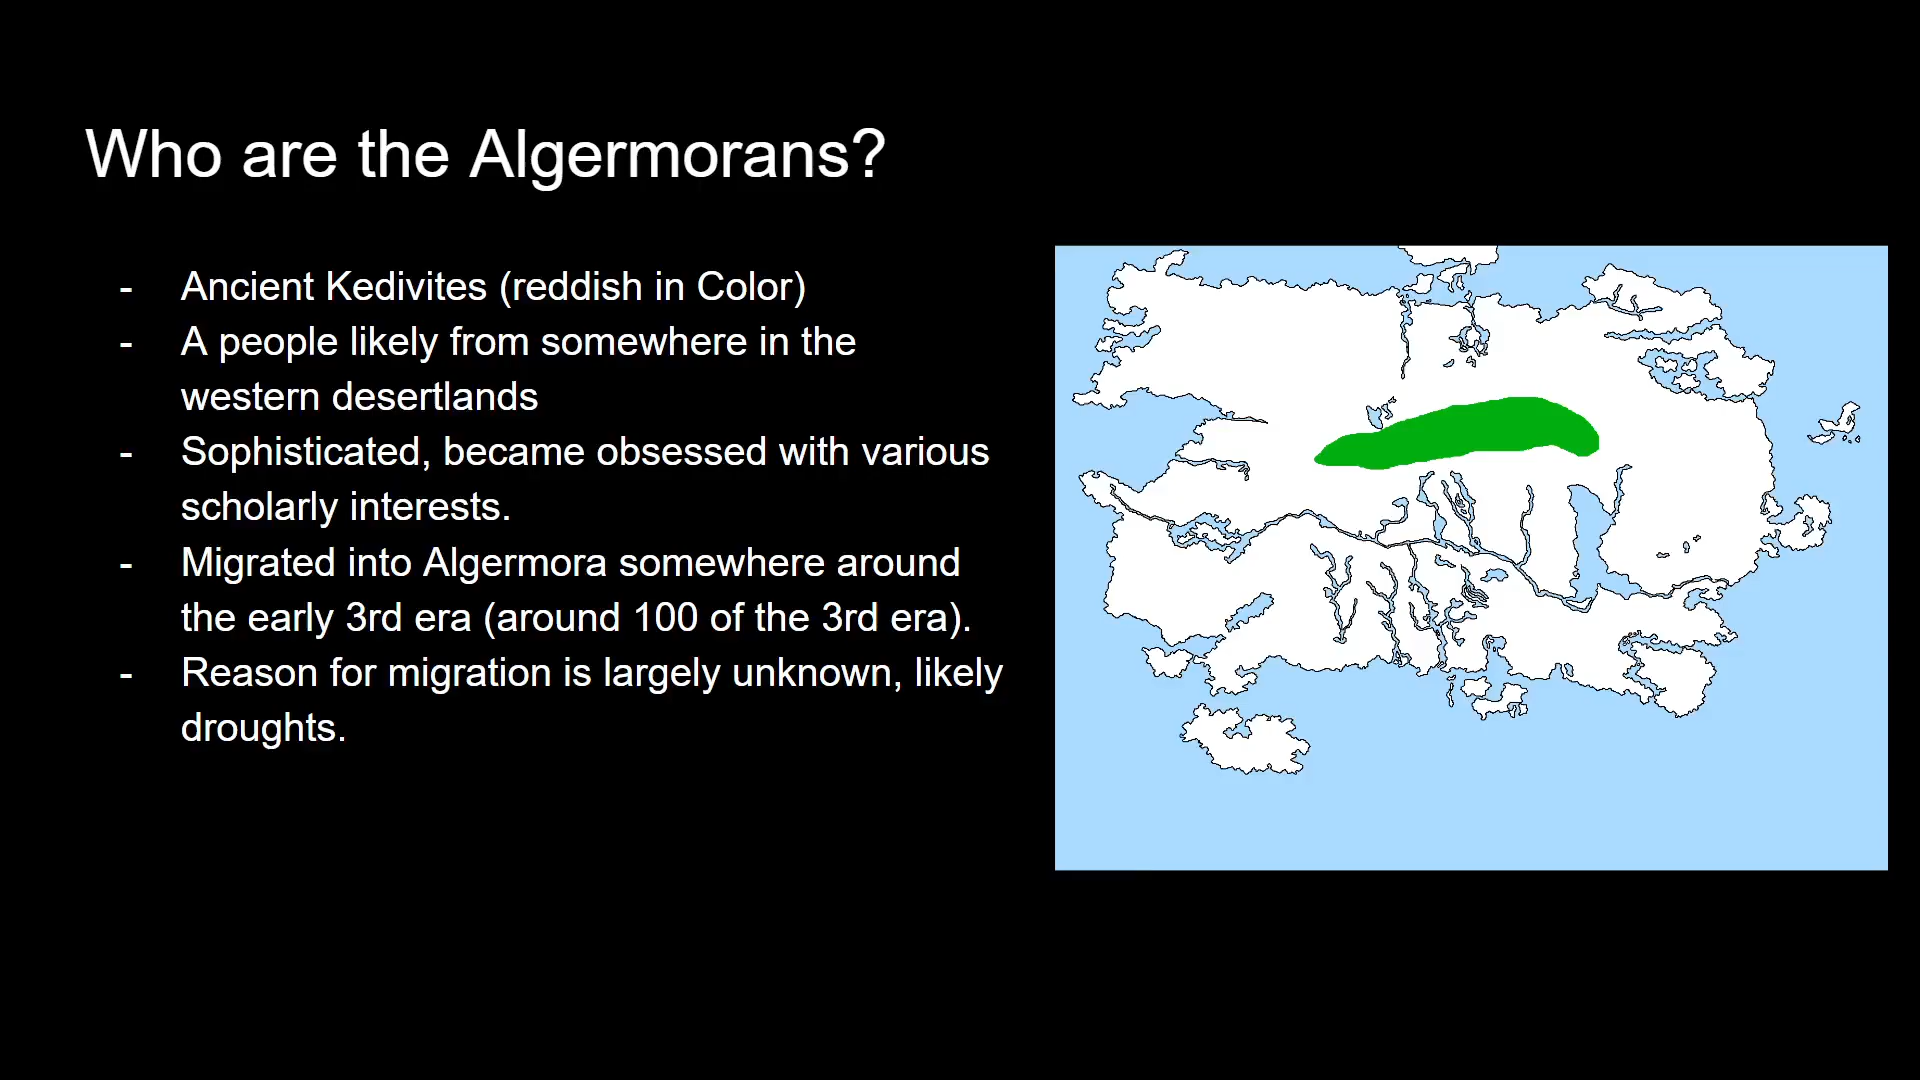 Who are the Algermorans?
- Ancient Kedivites (reddish in Color)
- A people likely from somewhere in the
western desertlands
- Sophisticated, became obsessed with various
scholarly interests.
- Migrated into Algermora somewhere around
the early 3rd era (around 100 of the 3rd era).
- Reason for migration is largely unknown, likely
droughts.